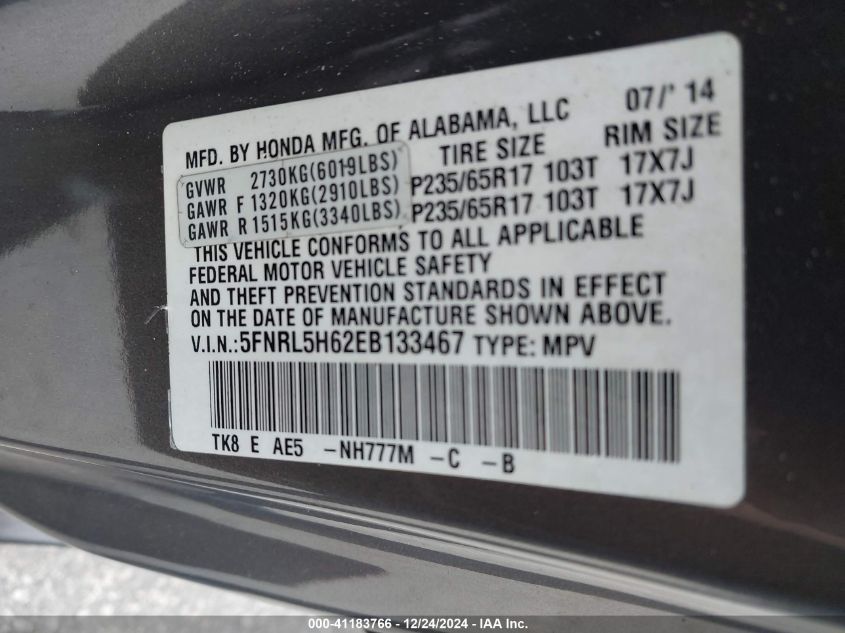 MFD. BY HONDA MFG. OF ALABAMA, LLC 07/' 14
TIRE SIZE RIM SIZE
GVWR 2730KG(6019LBS)
GAWR F 1320KG(2910LBS) P235/65R17 103T 17X7J
GAWR R 1515KG(3340LBS) P235/65R17 103T 17X7J
THIS VEHICLE CONFORMS TO ALL APPLICABLE
FEDERAL MOTOR VEHICLE SAFETY
AND THEFT PREVENTION STANDARDS IN EFFECT
ON THE DATE OF MANUFACTURE SHOWN ABOVE.
V.I.N.:5FNRL5H62EB133467 TYPE: MPV
TK8 E AE5 -NH777M -C -B
000-41183766 - 12/24/2024 - IAA Inc.